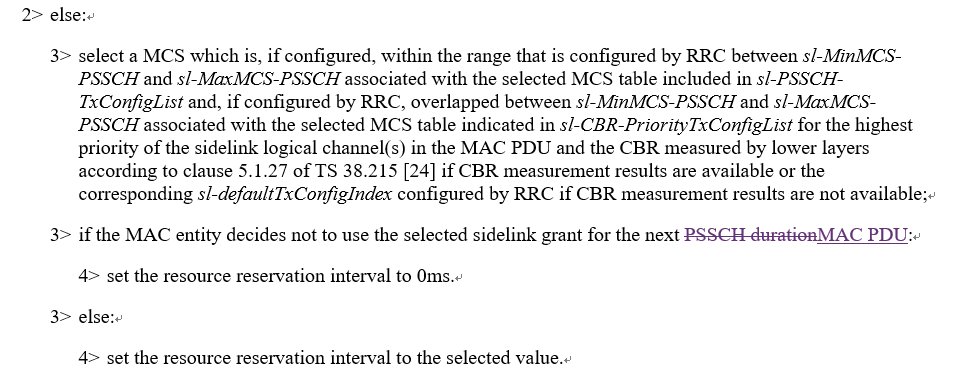 2> else:
3> select a MCS which is, if configured, within the range that is configured by RRC between sl-MinMCS-
PSSCH and sl-MaxMCS-PSSCH associated with the selected MCS table included in sl-PSSCH-
TxConfigList and, if configured by RRC, overlapped between sl-MinMCS-PSSCH and sl-MaxMCS-
PSSCH associated with the selected MCS table indicated in sl-CBR-PriorityTxConfigList for the highest
priority of the sidelink logical channel(s) in the MAC PDU and the CBR measured by lower layers
according to clause 5.1.27 of TS 38.215 [24] if CBR measurement results are available or the
corresponding sl-defaultTxConfigIndex configured by RRC if CBR measurement results are not available;
3> if the MAC entity decides not to use the selected sidelink grant for the next PSSCH durationMAC PDU:
4> set the resource reservation interval to 0ms.
3> else:
4> set the resource reservation interval to the selected value.